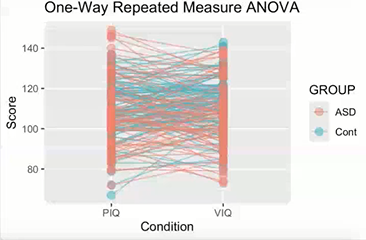 One-Way Repeated Measure ANOVA
140
120
100
80
Score
PIQ
VIQ
Condition
GROUP
ASD
Cont